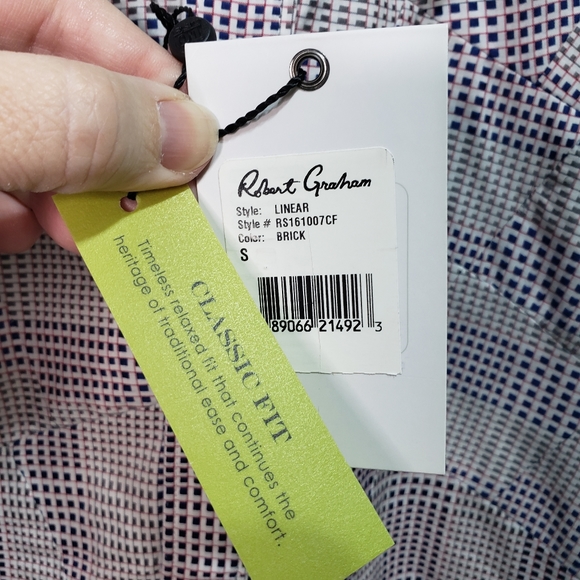 Robert Graham
Style: LINEAR
Style # RS161007CF
Color: BRICK
S
89066 21492 3
CLASSIC FIT
Timeless relaxed fit that continues the
heritage of traditional ease and comfort.